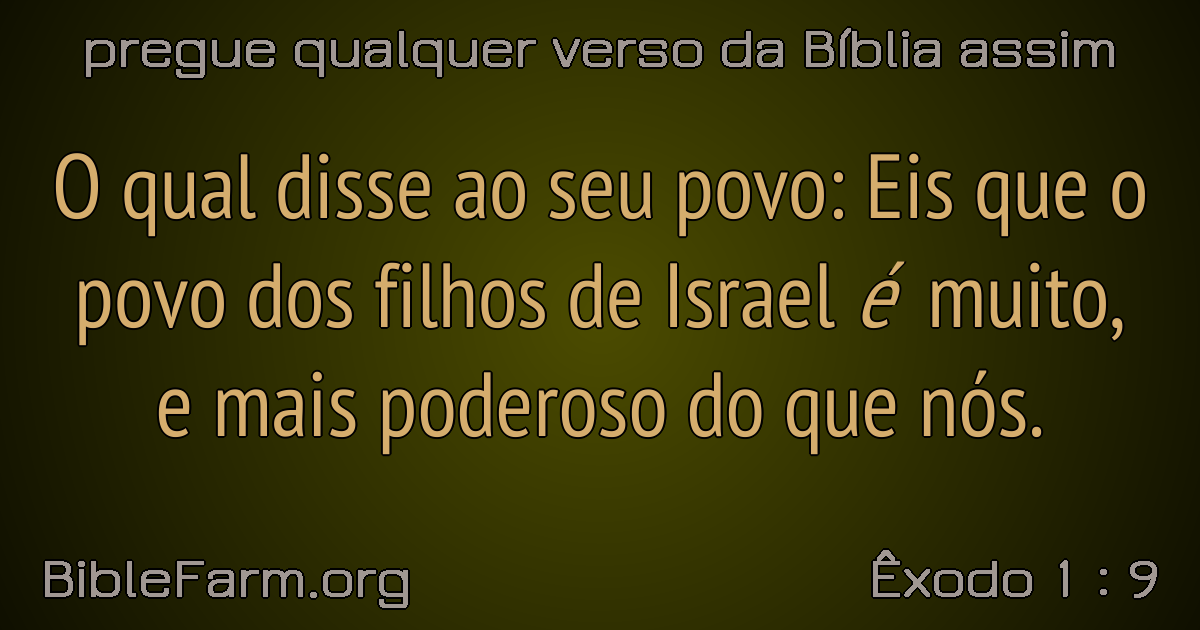 pregue qualquer verso da Bíblia assim
O qual disse ao seu povo: Eis que o
povo dos filhos de Israel é muito,
e mais poderoso do que nós.
BibleFarm.org
Êxodo 1 : 9